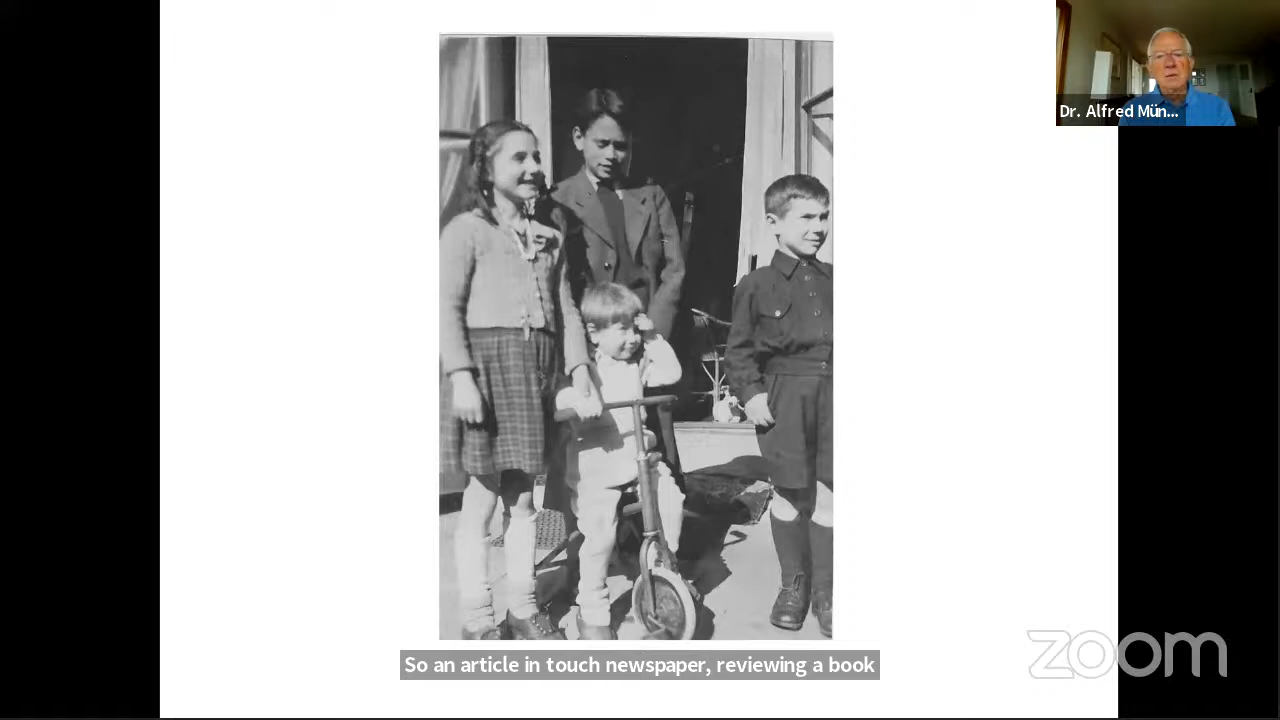 Dr. Alfred Mün...
So an article in touch newspaper, reviewing a book
zoom